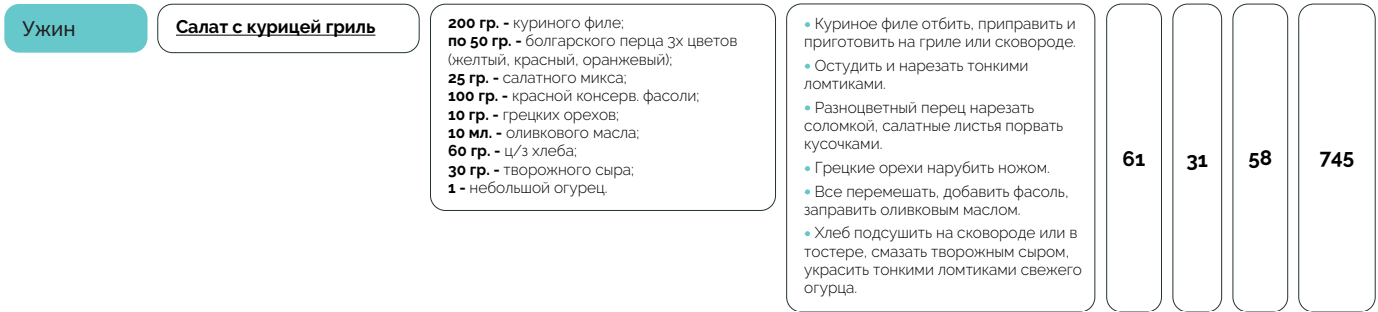 Ужин
Салат с курицей гриль
200 гр. - куриного филе;
по 50 гр. - болгарского перца 3х цветов
(желтый, красный, оранжевый);
25 гр. - салатного микса;
100 гр. - красной консерв. фасоли;
10 гр. - грецких орехов;
10 мл. - оливкового масла;
60 гр. - ц/з хлеба;
30 гр. - творожного сыра;
1 - небольшой огурец.
• Куриное филе отбить, приправить и
приготовить на гриле или сковороде.
• Остудить и нарезать тонкими
ломтиками.
• Разноцветный перец нарезать
соломкой, салатные листья порвать
кусочками.
• Грецкие орехи нарубить ножом.
• Все перемешать, добавить фасоль,
заправить оливковым маслом.
• Хлеб подсушить на сковороде или в
тостере, смазать творожным сыром,
украсить тонкими ломтиками свежего
огурца.
61
31
58
745